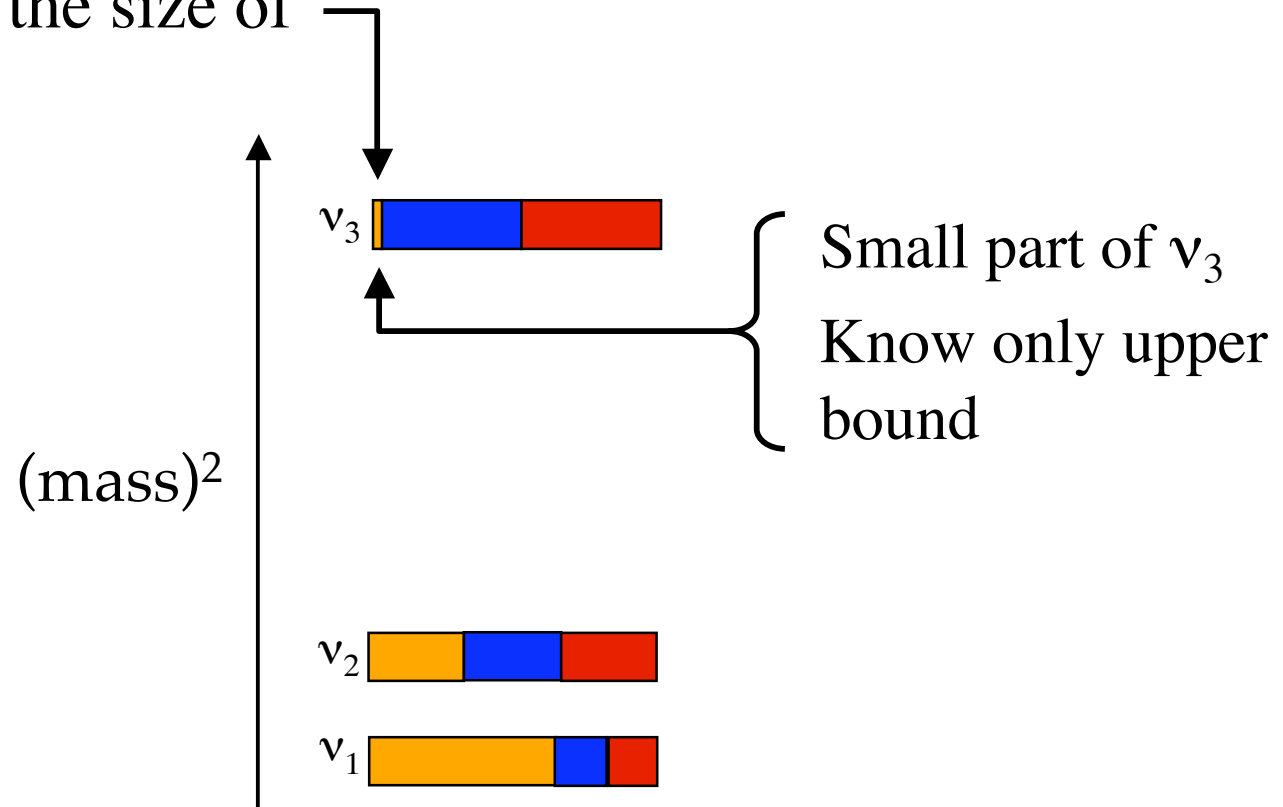 the size of
ν3
Small part of ν3
Know only upper
bound
(mass)2
ν2
ν1